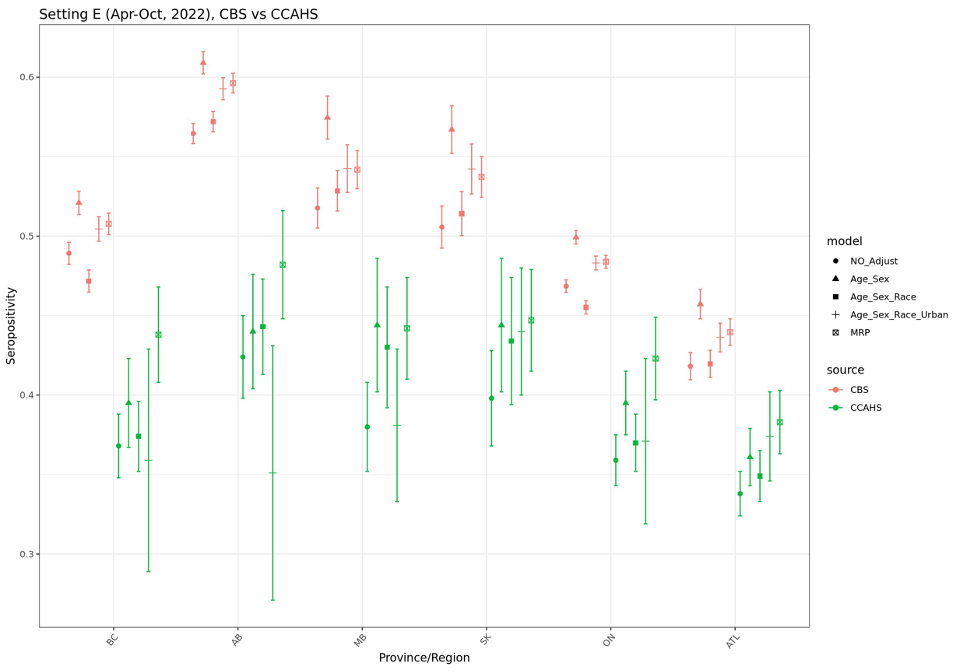 Setting E (Apr-Oct, 2022), CBS vs CCAHS
Seropositivity
0.6
0.5
0.4
0.3
BC
AB
MB
SK
ON
ATL
Province/Region
model
NO_Adjust
Age_Sex
Age_Sex_Race
Age_Sex_Race_Urban
MRP
source
CBS
CCAHS